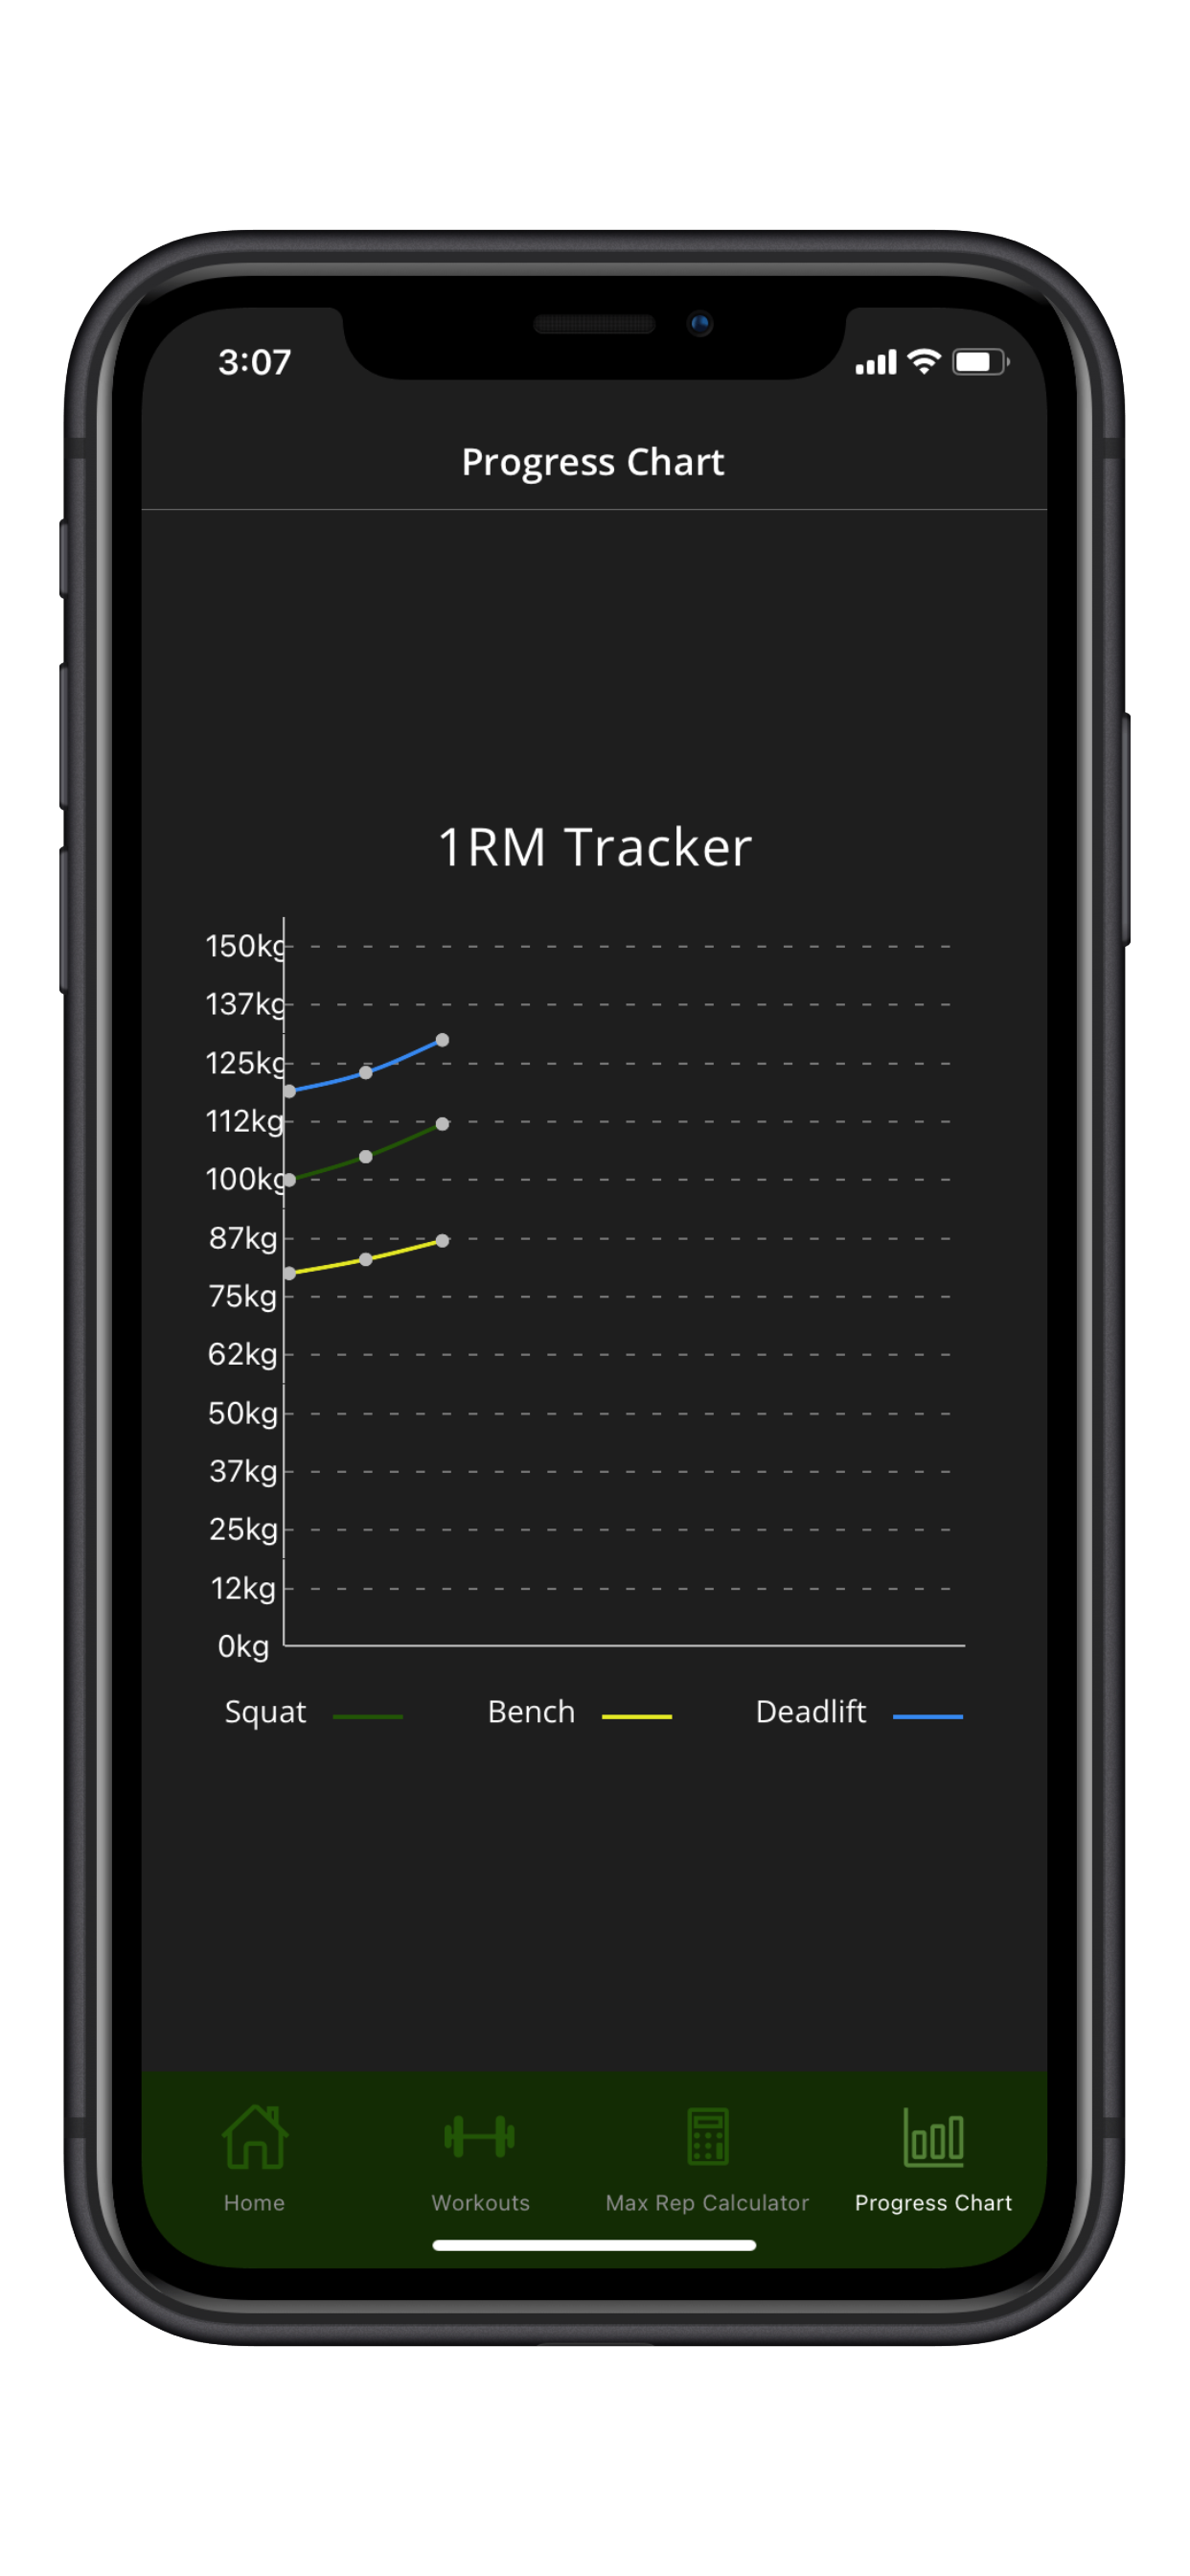 3:07
Progress Chart
1RM Tracker
150kg
137kg
125kg
112kg
100kg
87kg
75kg
62kg
50kg
37kg
25kg
12kg
0kg
Squat Bench Deadlift
Home Workouts Max Rep Calculator Progress Chart